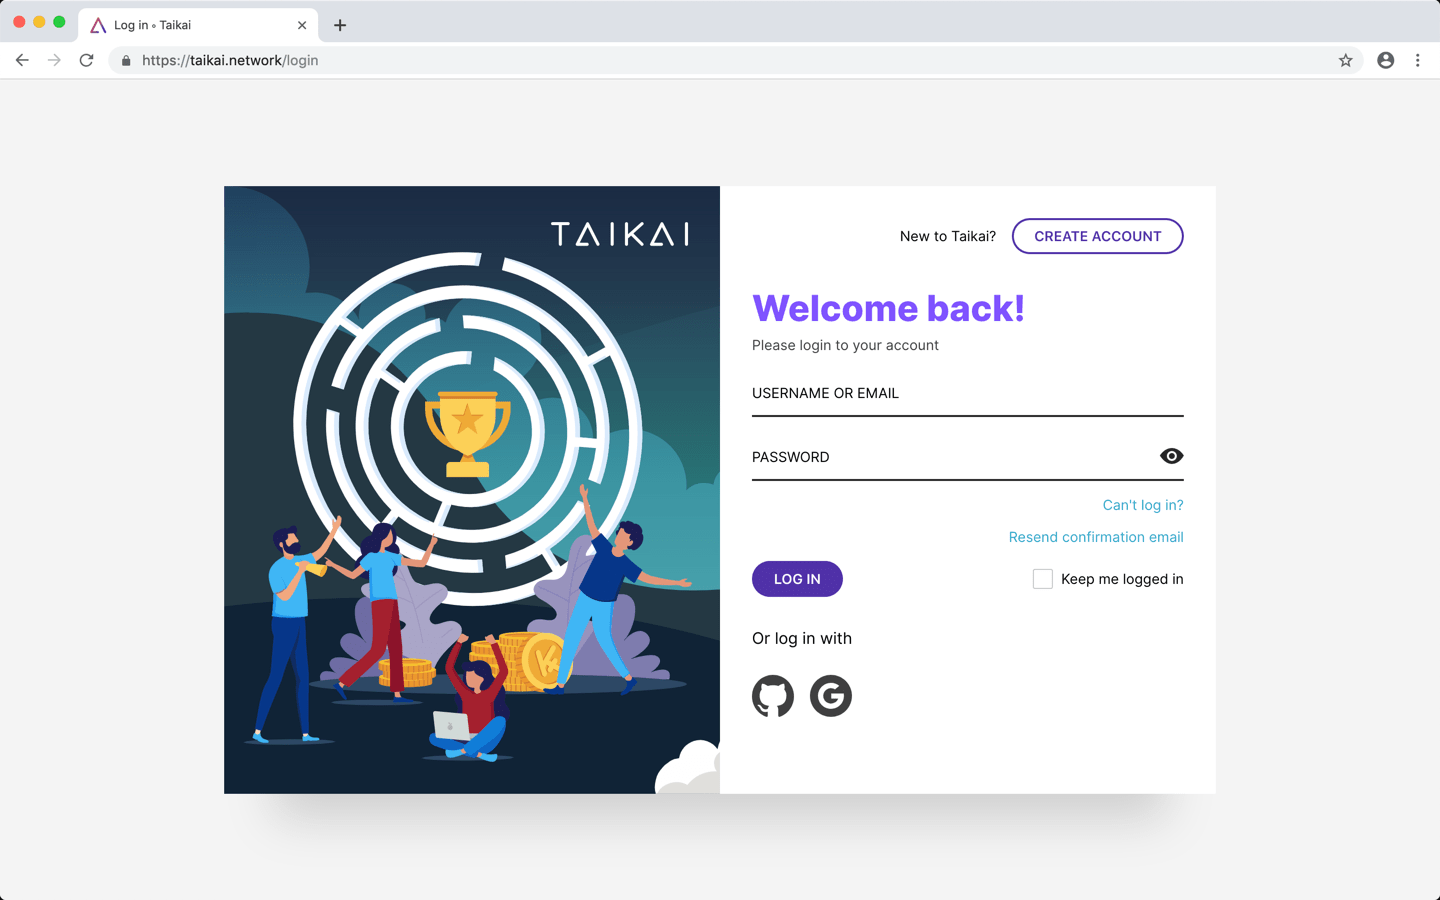 Log in ◦ Taikai
https://taikai.network/login
TAIKAI
New to Taikai?
CREATE ACCOUNT
Welcome back!
Please login to your account
USERNAME OR EMAIL
PASSWORD
Can't log in?
Resend confirmation email
LOG IN
Keep me logged in
Or log in with